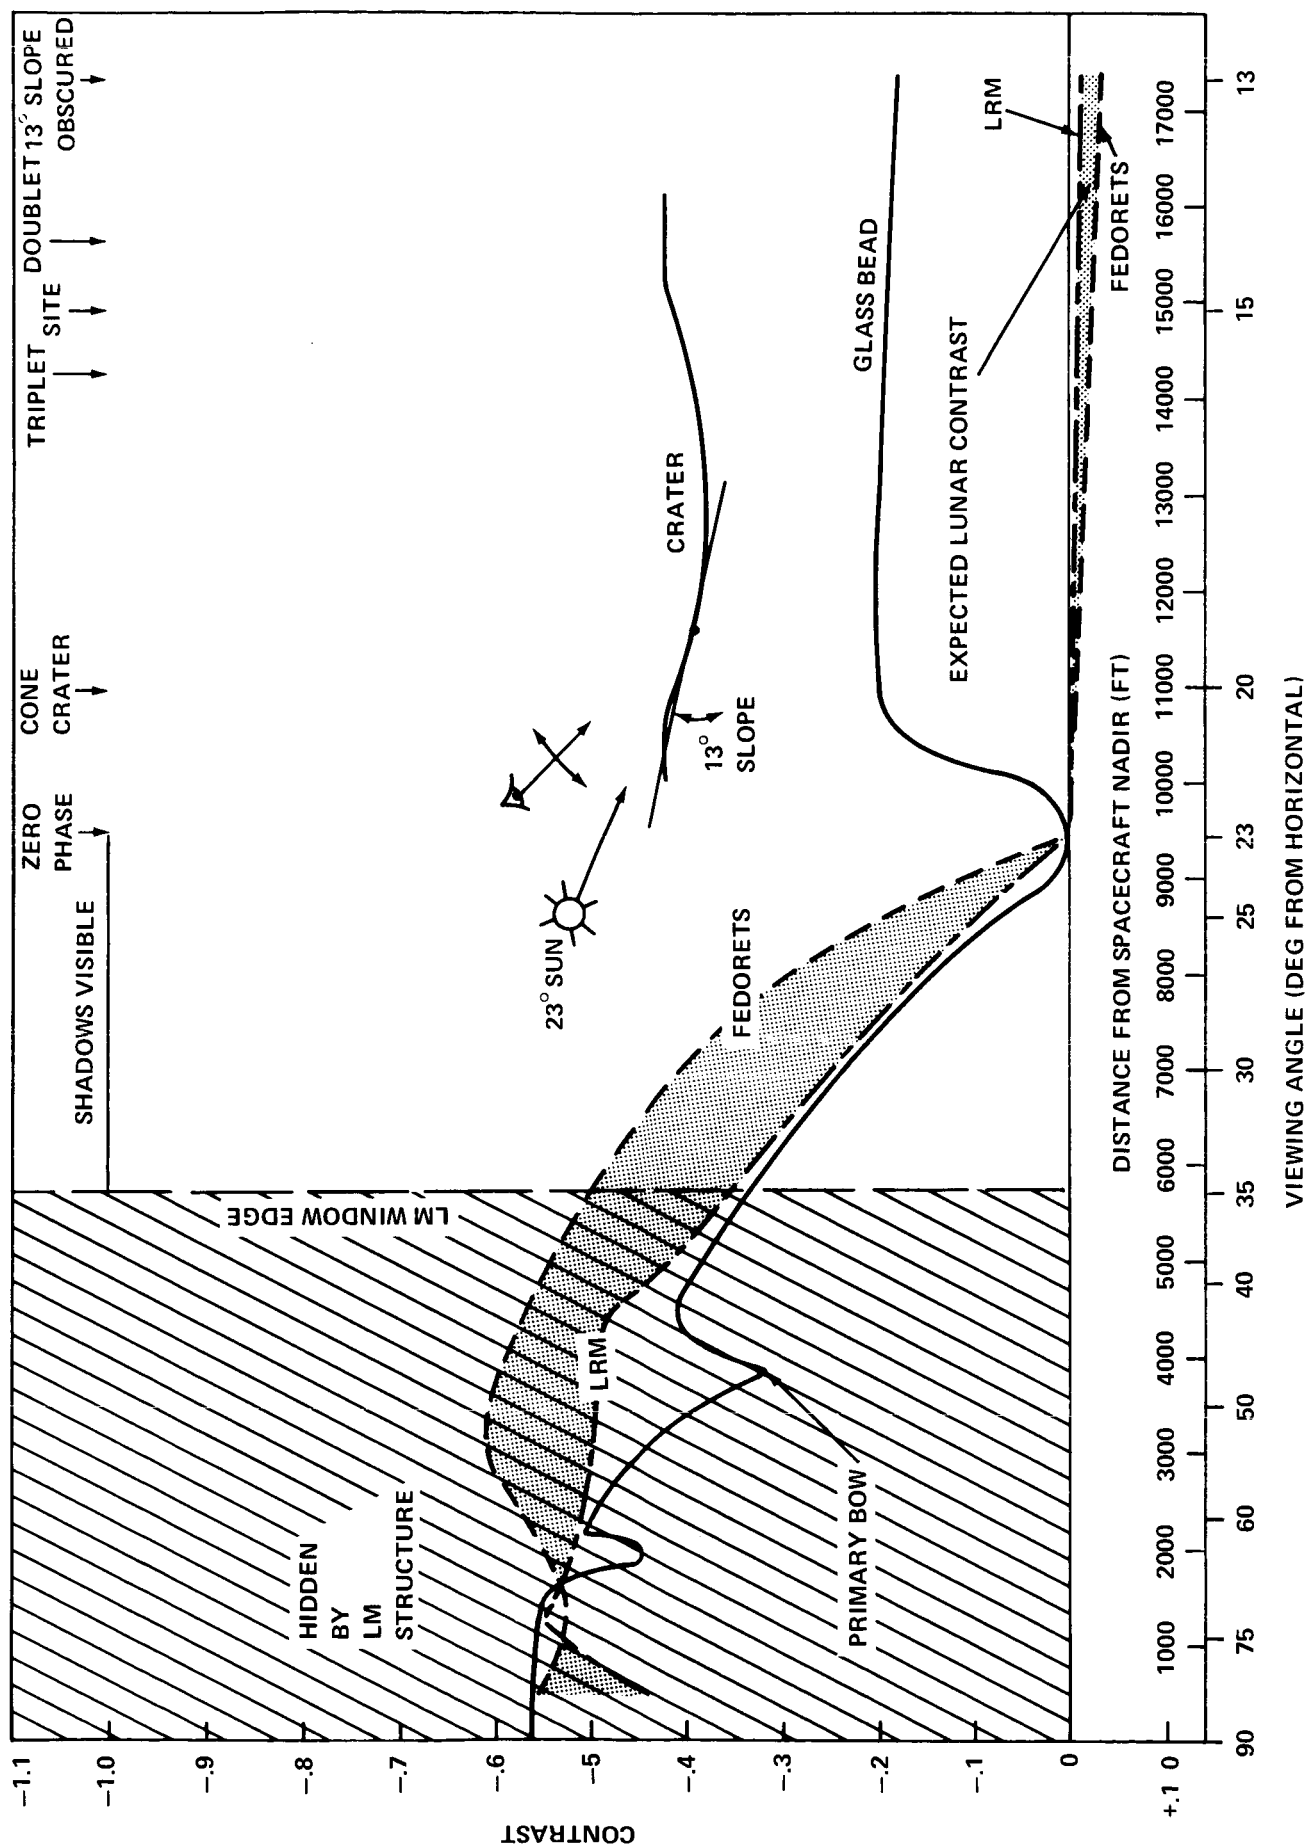 ZERO
PHASE
CONE
CRATER
TRIPLET
SITE
DOUBLET
13° SLOPE
OBSCURED
SHADOWS VISIBLE
LM WINDOW EDGE
HIDDEN
BY LM
STRUCTURE
23° SUN
13°
SLOPE
CRATER
FEDORETS
LRM
PRIMARY BOW
GLASS BEAD
EXPECTED LUNAR CONTRAST
LRM
FEDORETS
CONTRAST
−1.1
−1.0
−.9
−.8
−.7
−.6
−.5
−.4
−.3
−.2
−.1
0
+.1
DISTANCE FROM SPACECRAFT NADIR (FT)
0 1000 2000 3000 4000 5000 6000 7000 8000 9000 10000 11000 12000 13000 14000 15000 16000 17000
90 75 60 50 40 35 30 25 23 20 15 13
VIEWING ANGLE (DEG FROM HORIZONTAL)